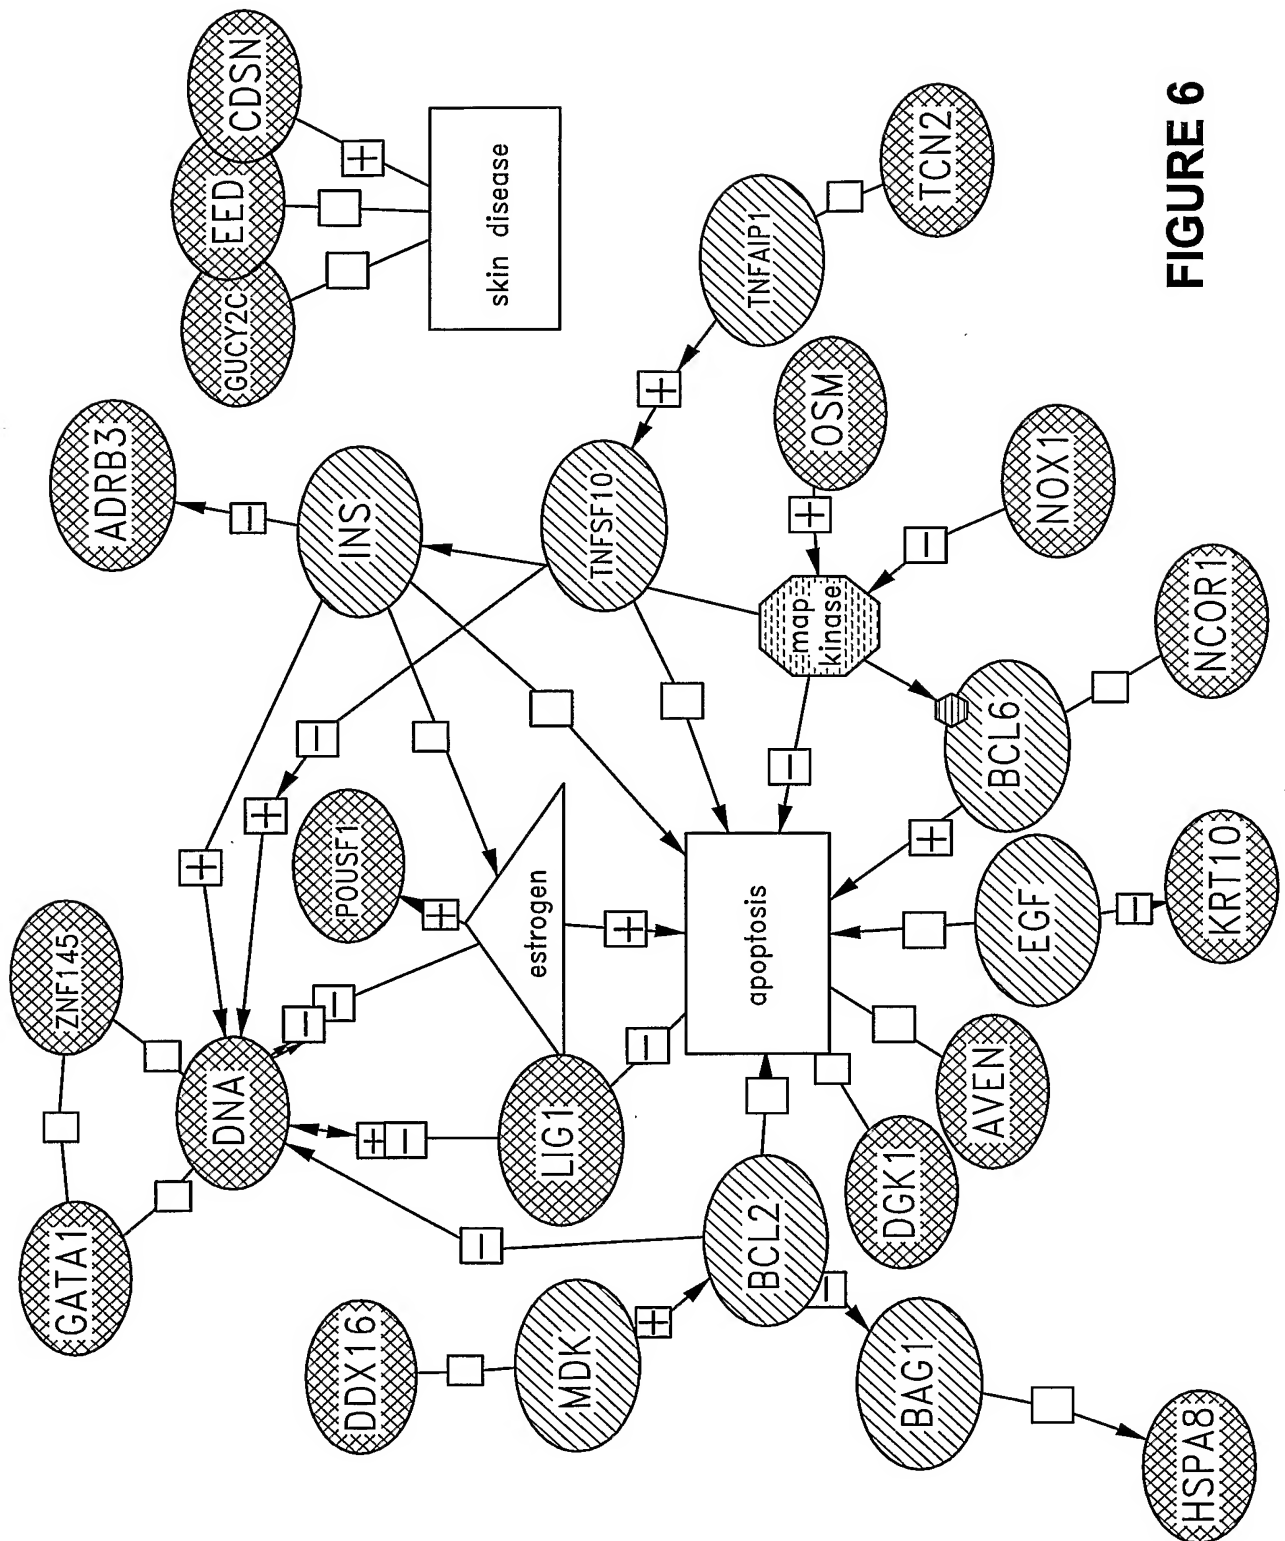 GATA1
ZNF145
ADRB3
DNA
GUCY2C
EED
CDSN
DDX16
POUSF1
INS
skin disease
LIG1
estrogen
MDK
TNFSF10
BCL2
apoptosis
TNFAIP1
map
kinase
OSM
BAG1
DGK1
TCN2
AVEN
BCL6
EGF
NOX1
HSPA8
KRT10
NCOR1
FIGURE 6